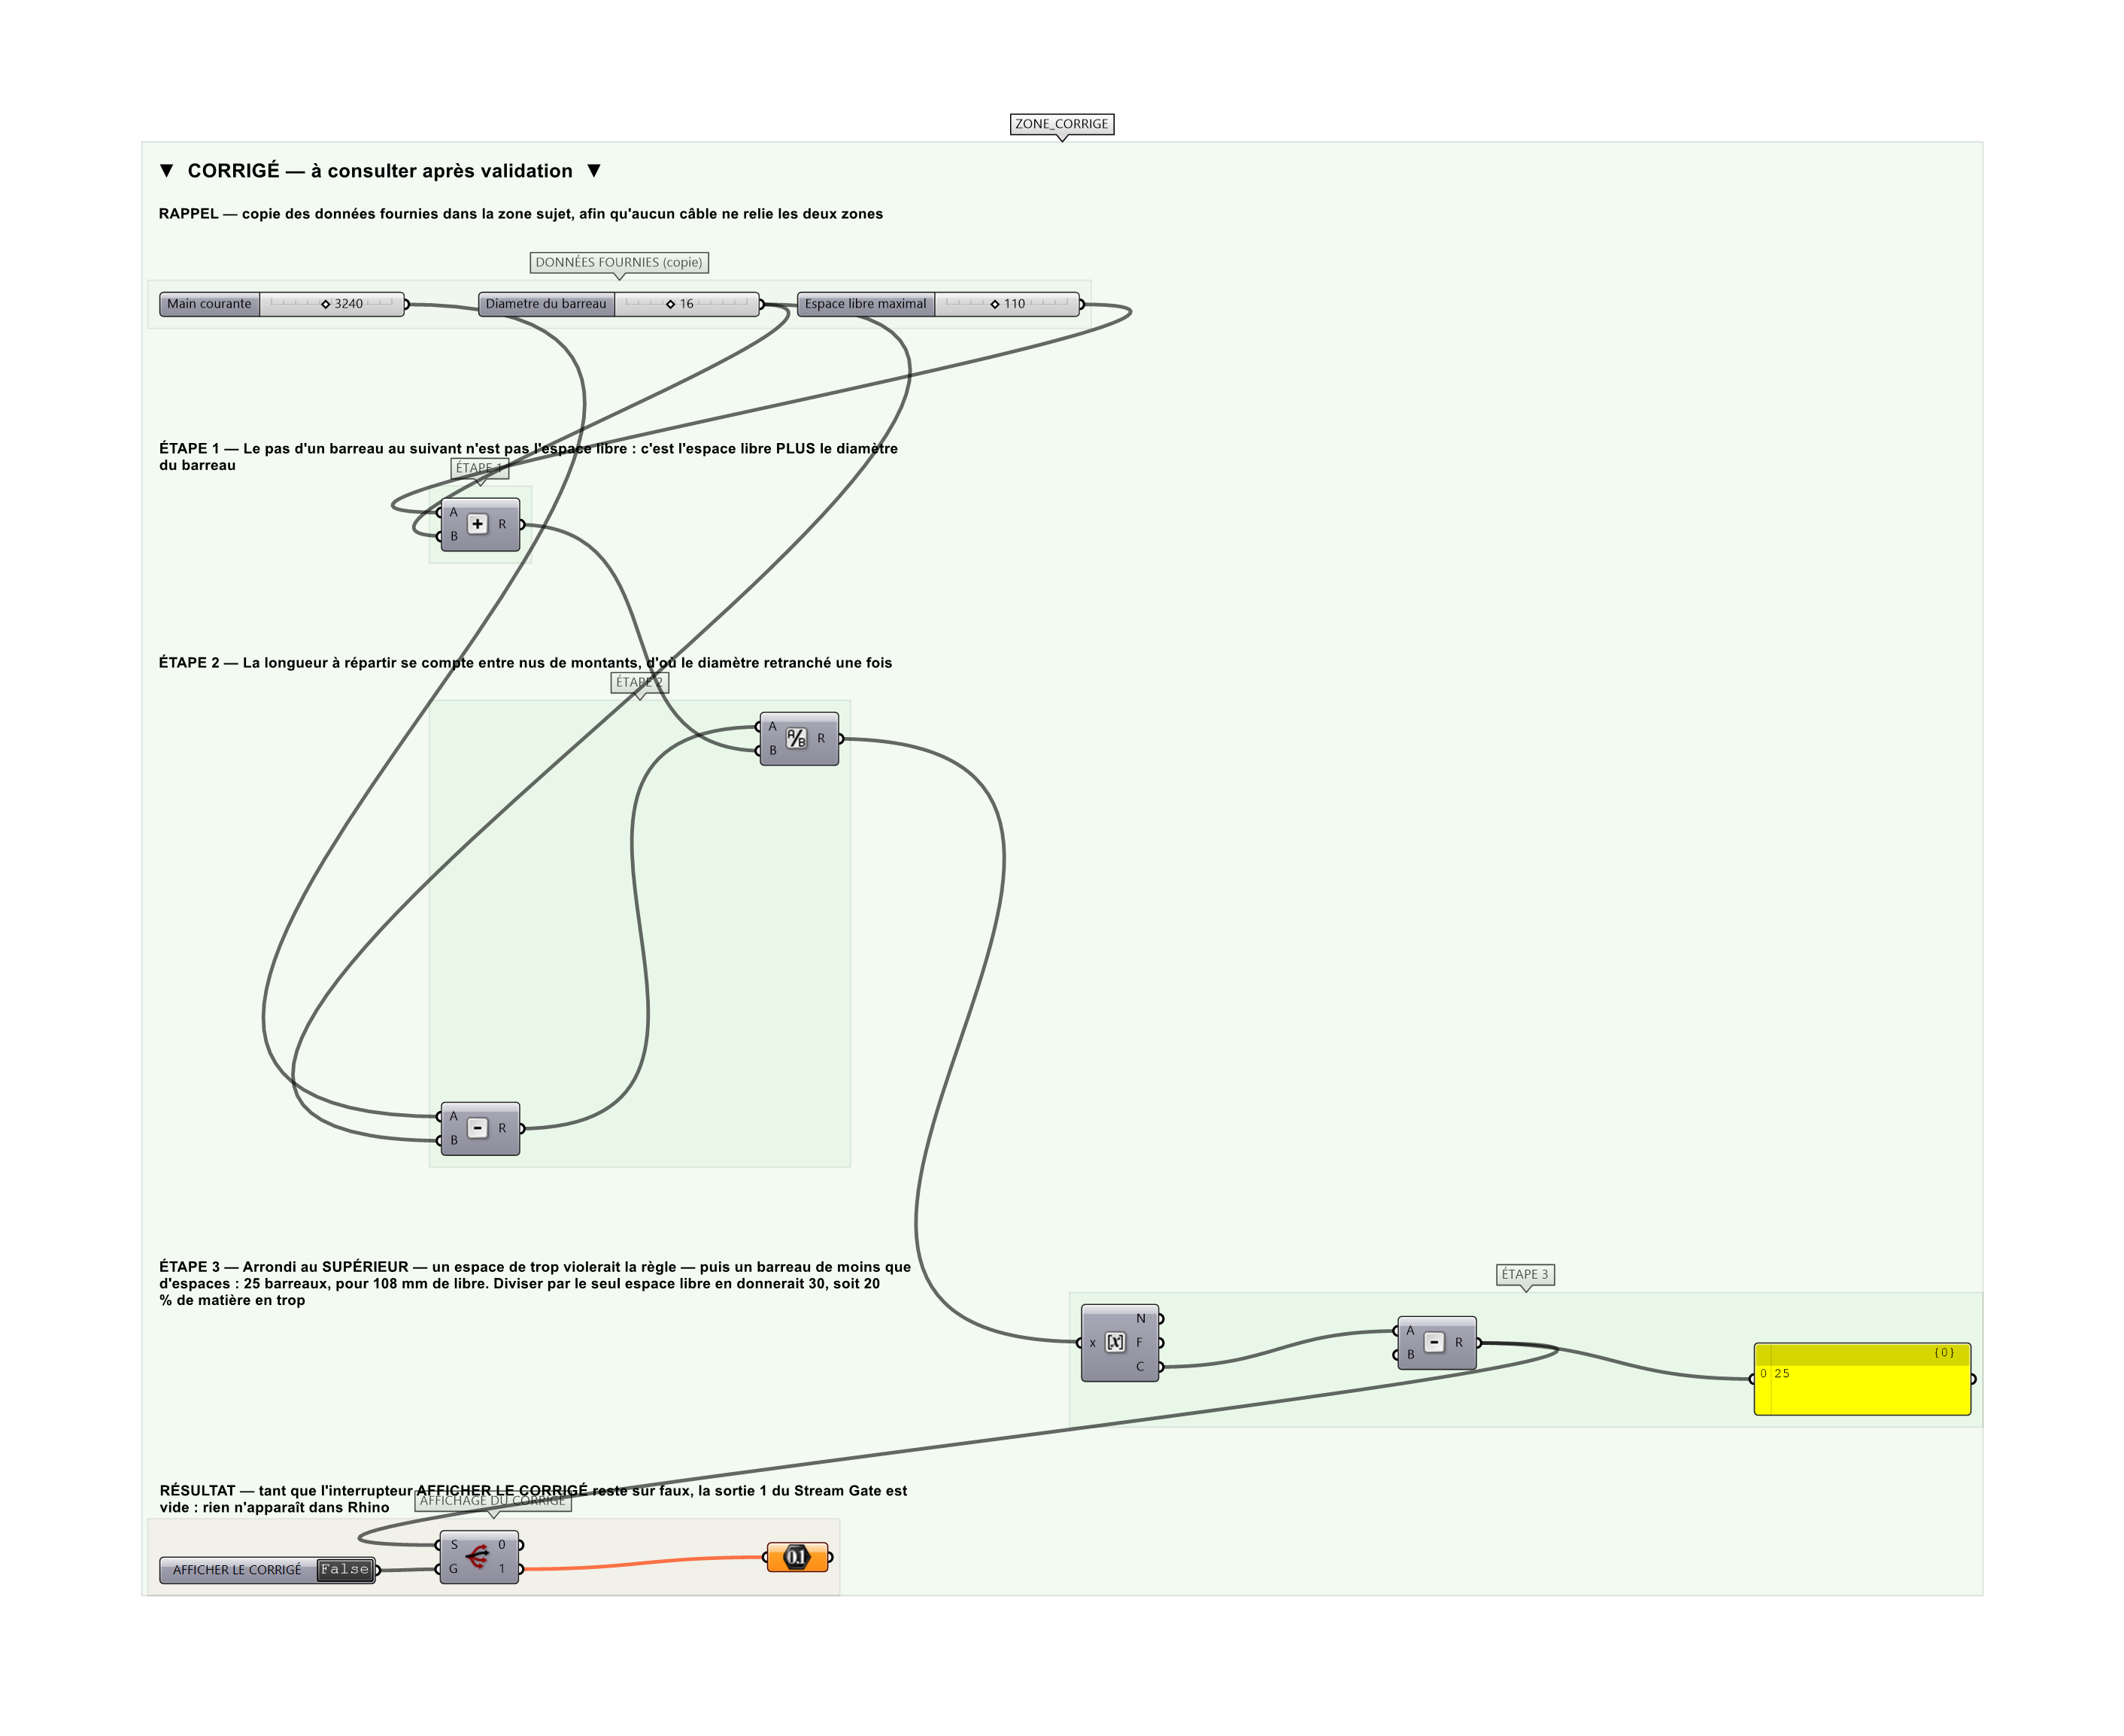 ZONE_CORRIGE
▼ CORRIGÉ — à consulter après validation ▼
RAPPEL — copie des données fournies dans la zone sujet, afin qu'aucun câble ne relie les deux zones
DONNÉES FOURNIES (copie)
Main courante 3240
Diametre du barreau 16
Espace libre maximal 110
ÉTAPE 1 — Le pas d'un barreau au suivant n'est pas l'espace libre : c'est l'espace libre PLUS le diamètre
du barreau
ÉTAPE 1
A
B
+
R
ÉTAPE 2 — La longueur à répartir se compte entre nus de montants, d'où le diamètre retranché une fois
ÉTAPE 2
A
B
A/B
R
A
B
-
R
ÉTAPE 3 — Arrondi au SUPÉRIEUR — un espace de trop violerait la règle — puis un barreau de moins que
d'espaces : 25 barreaux, pour 108 mm de libre. Diviser par le seul espace libre en donnerait 30, soit 20
% de matière en trop
ÉTAPE 3
x
[x]
N
F
C
A
B
-
R
{0}
0 25
RÉSULTAT — tant que l'interrupteur AFFICHER LE CORRIGÉ reste sur faux, la sortie 1 du Stream Gate est
vide : rien n'apparaît dans Rhino
AFFICHAGE DU CORRIGÉ
AFFICHER LE CORRIGÉ False
S
G
0
1
0.1